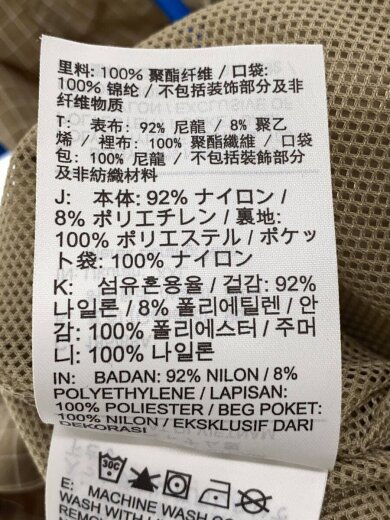 里料: 100% 聚酯纤维 / 口袋:
100% 锦纶 / 不包括装饰部分及非
纤维物质
T: 表布: 92% 尼龍 / 8% 聚乙
烯 / 裡布: 100% 聚酯纖維 / 口袋
包: 100% 尼龍 / 不包括裝飾部分
及非紡織材料
J: 本体: 92% ナイロン /
8% ポリエチレン / 裏地:
100% ポリエステル / ポケッ
ト袋: 100% ナイロン
K: 섬유혼용율 / 겉감: 92%
나일론 / 8% 폴리에틸렌 / 안
감: 100% 폴리에스터 / 주머
니: 100% 나일론
IN: BADAN: 92% NILON / 8%
POLYETHYLENE / LAPISAN:
100% POLIESTER / BEG POKET:
100% NILON / EKSKLUSIF DARI
DEKORASI
30C
E: MACHINE WASH CO
WASH WITH LI
REMO